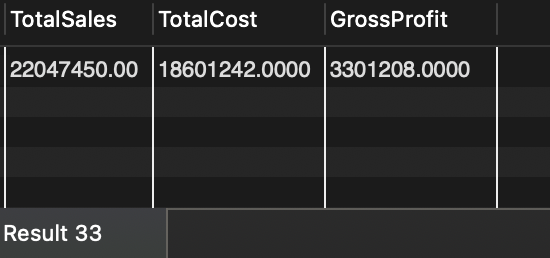 TotalSales TotalCost GrossProfit
22047450.00 18601242.0000 3301208.0000
Result 33